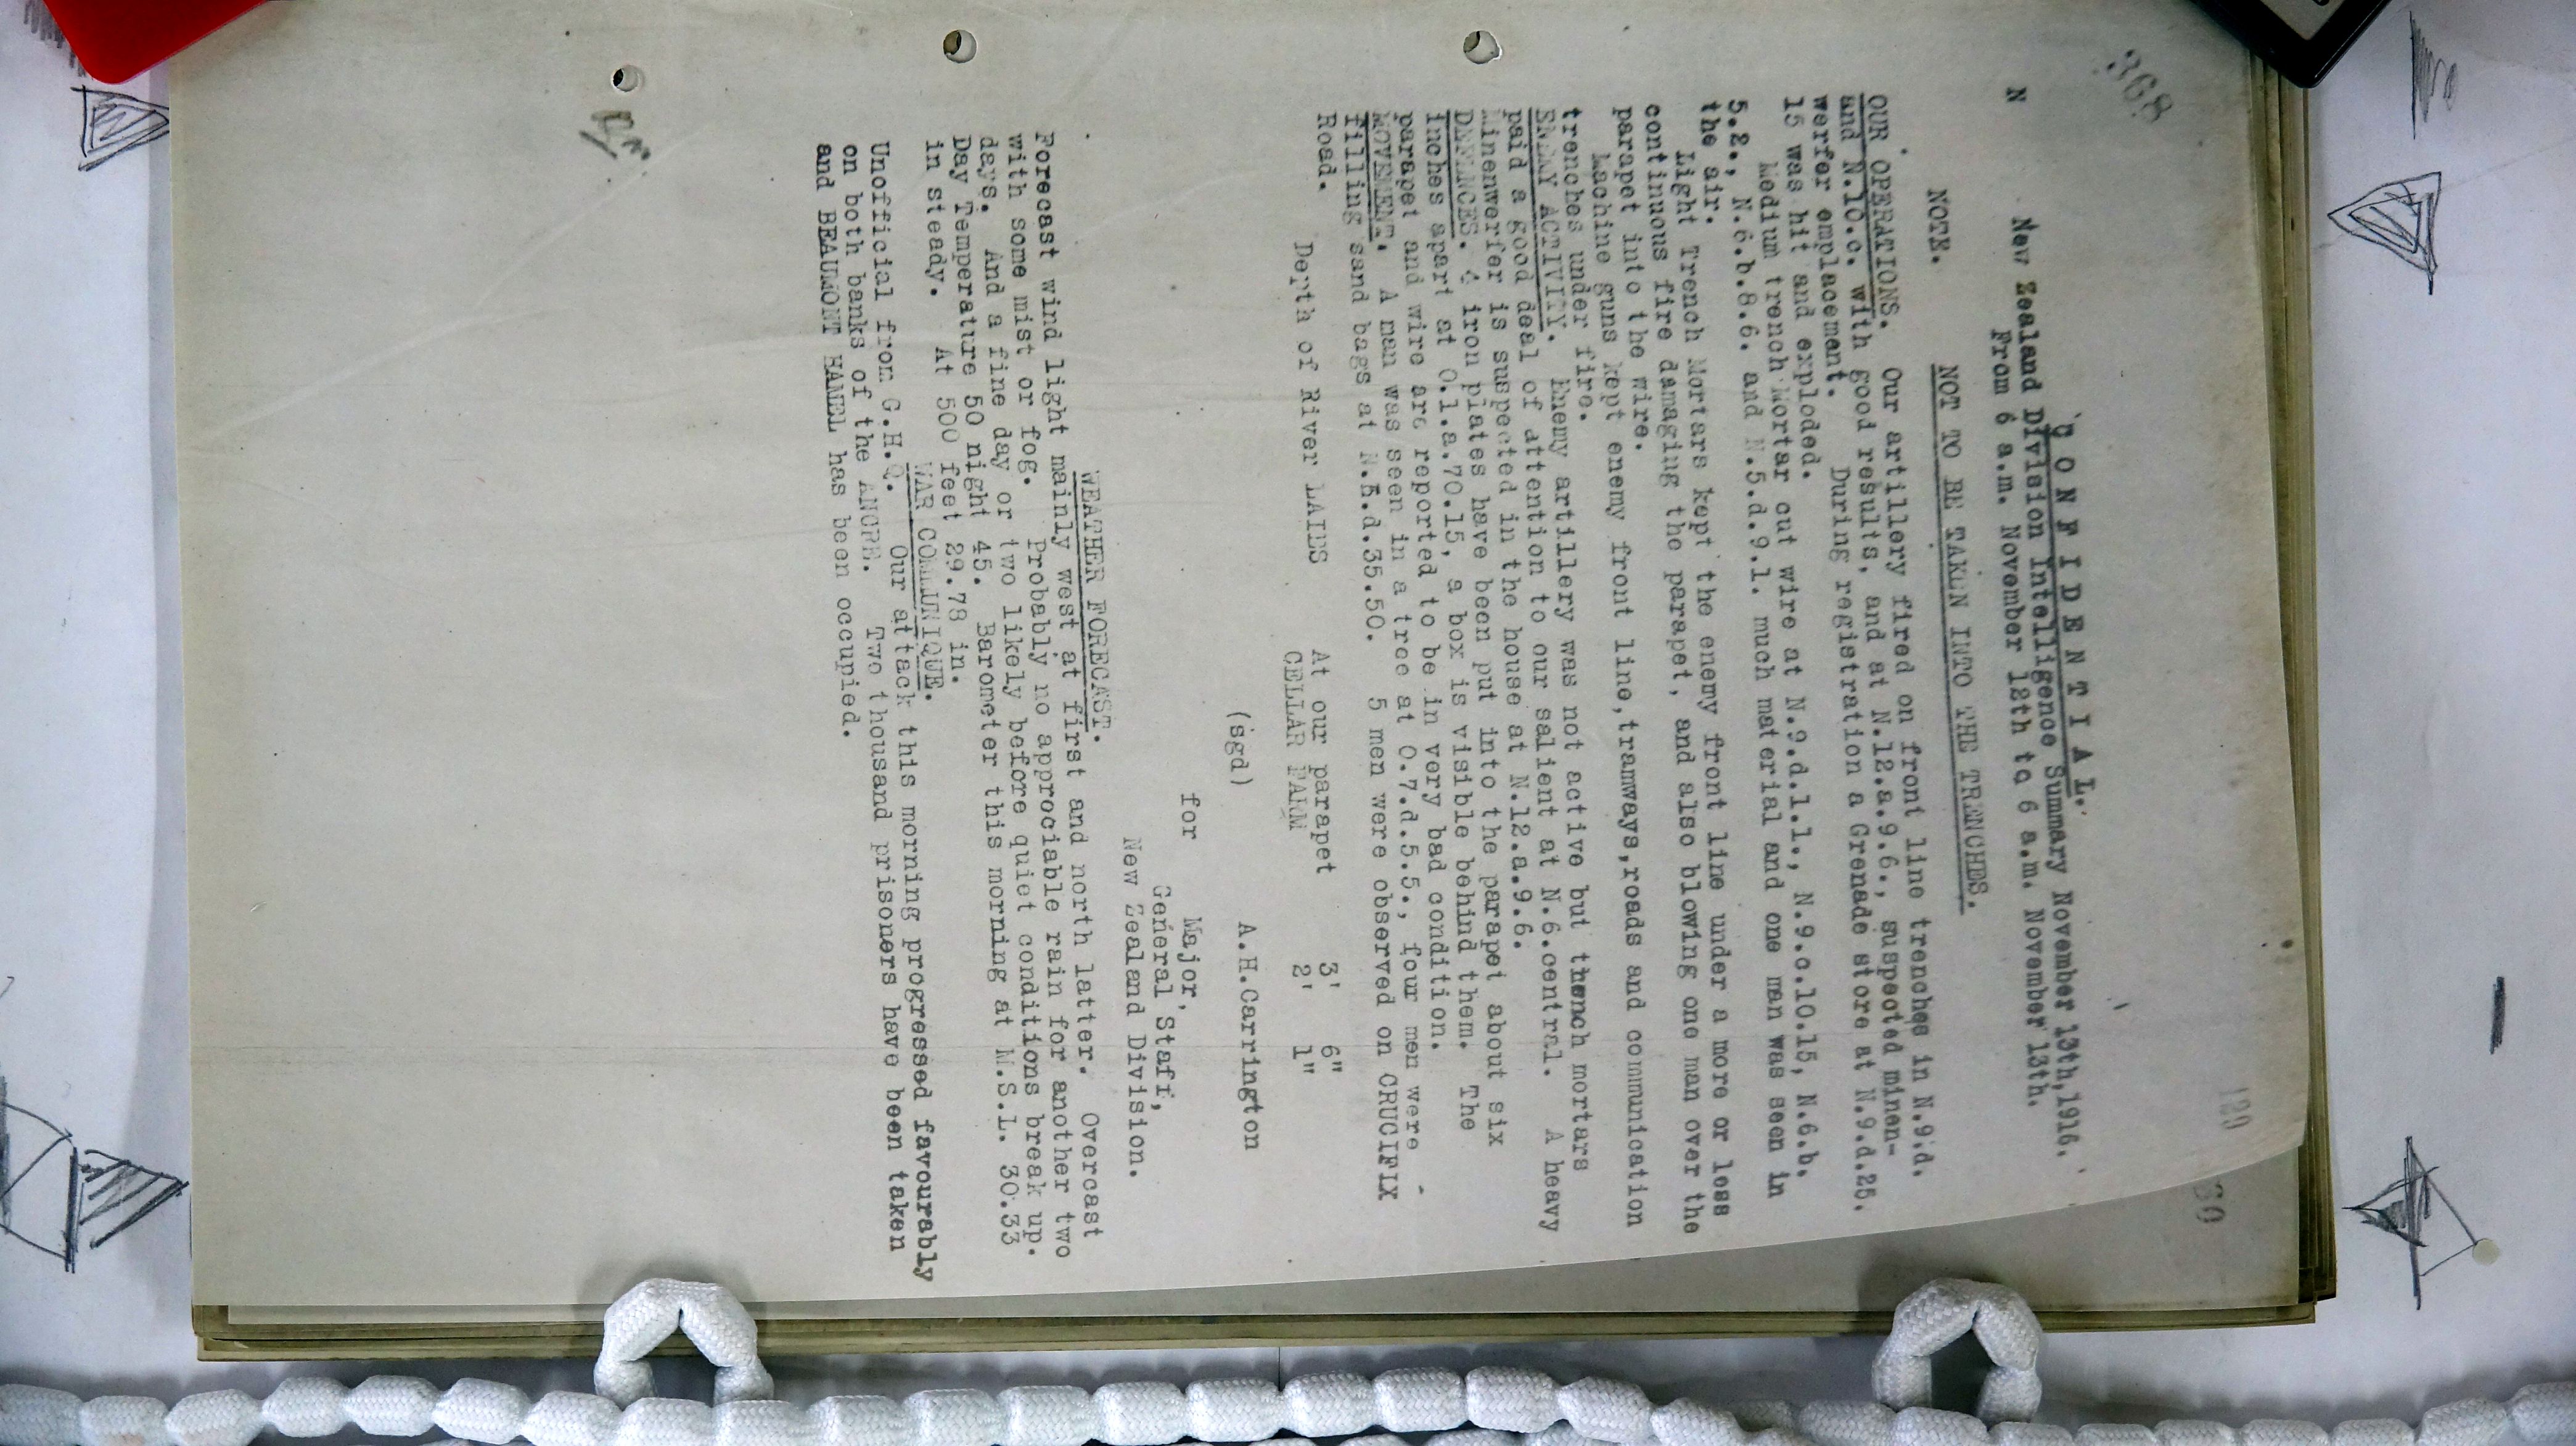 368
120
30
'C O N F I D E N T I A L.'
N New Zealand Division Intelligence Summary November 13th,1916.
From 6 a.m. November 12th to 6 a.m. November 13th.
NOTE. NOT TO BE TAKEN INTO THE TRENCHES.
OUR OPERATIONS. Our artillery fired on front line trenches in N.9.d.
and N.10.c. with good results, and at N.12.a.9.6., suspected minen-
werfer emplacement. During registration a Grenade store at N.9.d.25.
15 was hit and exploded.
Medium trench Mortar cut wire at N.9.d.1.1., N.9.c.10.15, N.6.b.
5.2., N.6.b.8.6. and N.5.d.9.1. much material and one man was seen in
the air.
Light Trench Mortars kept the enemy front line under a more or less
continuous fire damaging the parapet, and also blowing one man over the
parapet into the wire.
Machine guns kept enemy front line,tramways,roads and communication
trenches under fire.
ENEMY ACTIVITY. Enemy artillery was not active but thench mortars
paid a good deal of attention to our salient at N.6.central. A heavy
Minenwerfer is suspected in the house at N.12.a.9.6.
DEFENCES. 4 iron plates have been put into the parapet about six
inches apart at O.1.a.70.15, a box is visible behind them. The
parapet and wire are reported to be in very bad condition.
MOVEMENT. A man was seen in a tree at O.7.d.5.5., four men were
filling sand bags at N.5.d.35.50. 5 men were observed on CRUCIFIX
Road.
Depth of River LAIES At our parapet 3' 6"
CELLAR FARM 2' 1"
(sgd) A.H.Carrington
Major,
for General Staff,
New Zealand Division.
WEATHER FORECAST.
Forecast wind light mainly west at first and north latter. Overcast
with some mist or fog. Probably no approciable rain for another two
days. And a fine day or two likely before quiet conditions break up.
Day Temperature 50 night 45. Barometer this morning at M.S.L. 30.33
in steady. At 500 feet 29.78 in.
WAR COMMUNIQUE.
Unofficial from G.H.Q. Our attack this morning progressed favourably
on both banks of the ANCRE. Two thousand prisoners have been taken
and BEAUMONT HAMEL has been occupied.